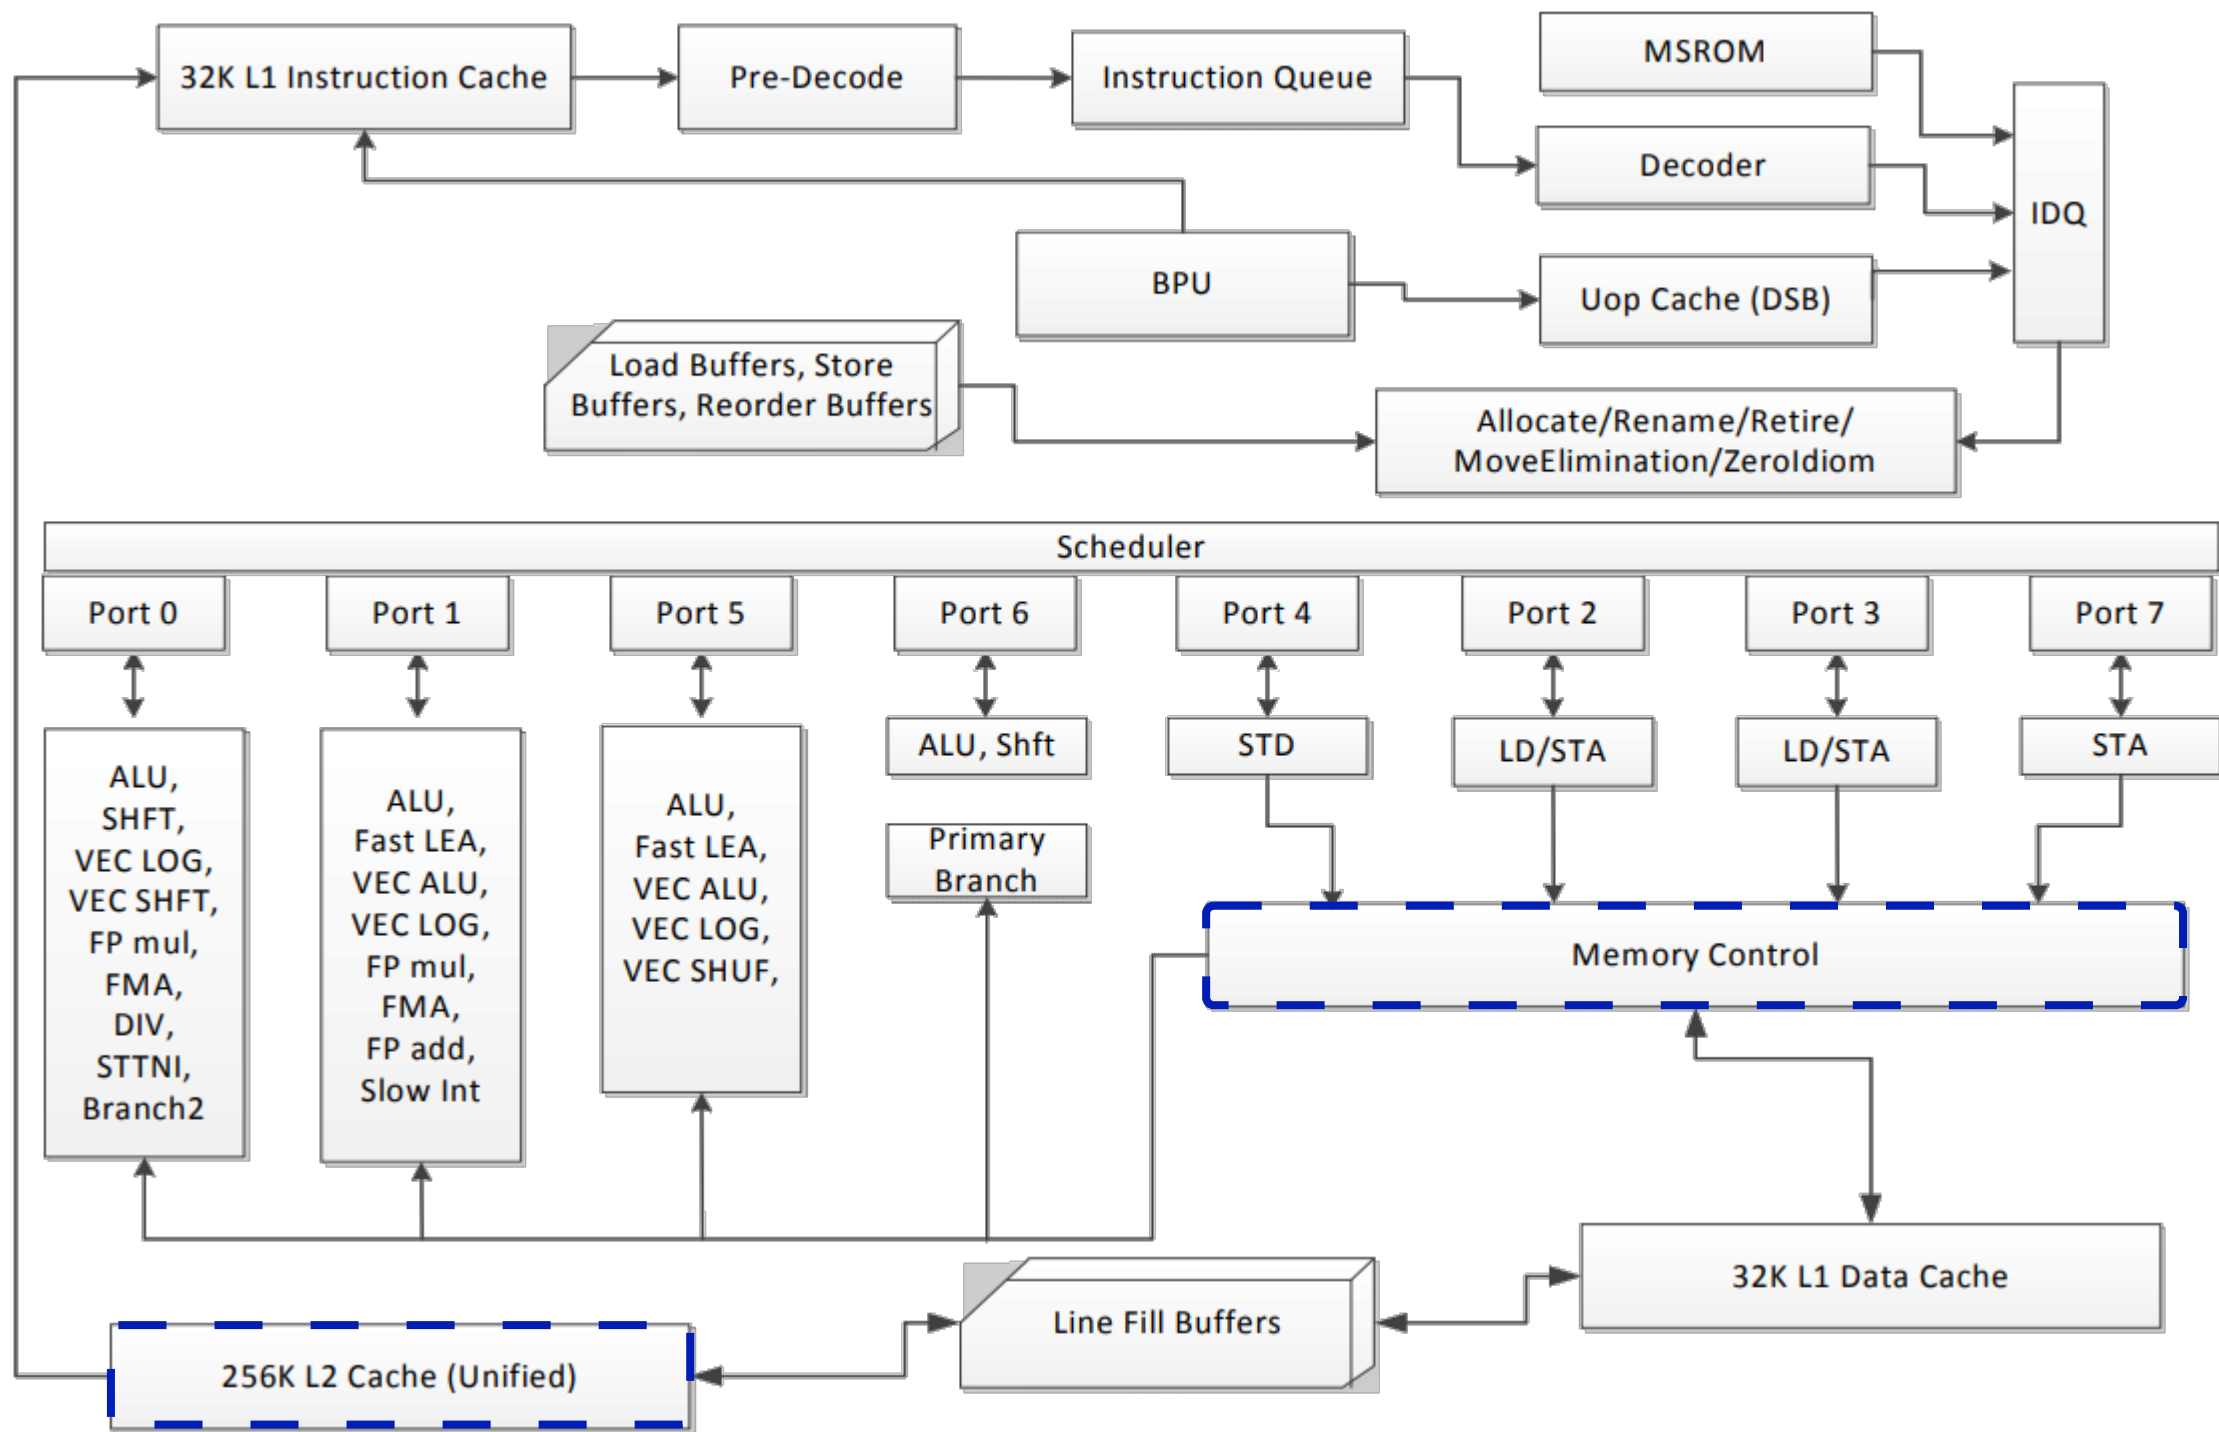 32K L1 Instruction Cache
Pre-Decode
Instruction Queue
MSROM
Decoder
IDQ
BPU
Uop Cache (DSB)
Load Buffers, Store
Buffers, Reorder Buffers
Allocate/Rename/Retire/
MoveElimination/ZeroIdiom
Scheduler
Port 0
Port 1
Port 5
Port 6
Port 4
Port 2
Port 3
Port 7
ALU,
SHFT,
VEC LOG,
VEC SHFT,
FP mul,
FMA,
DIV,
STTNI,
Branch2
ALU,
Fast LEA,
VEC ALU,
VEC LOG,
FP mul,
FMA,
FP add,
Slow Int
ALU,
Fast LEA,
VEC ALU,
VEC LOG,
VEC SHUF,
ALU, Shft
Primary
Branch
STD
LD/STA
LD/STA
STA
Memory Control
32K L1 Data Cache
Line Fill Buffers
256K L2 Cache (Unified)